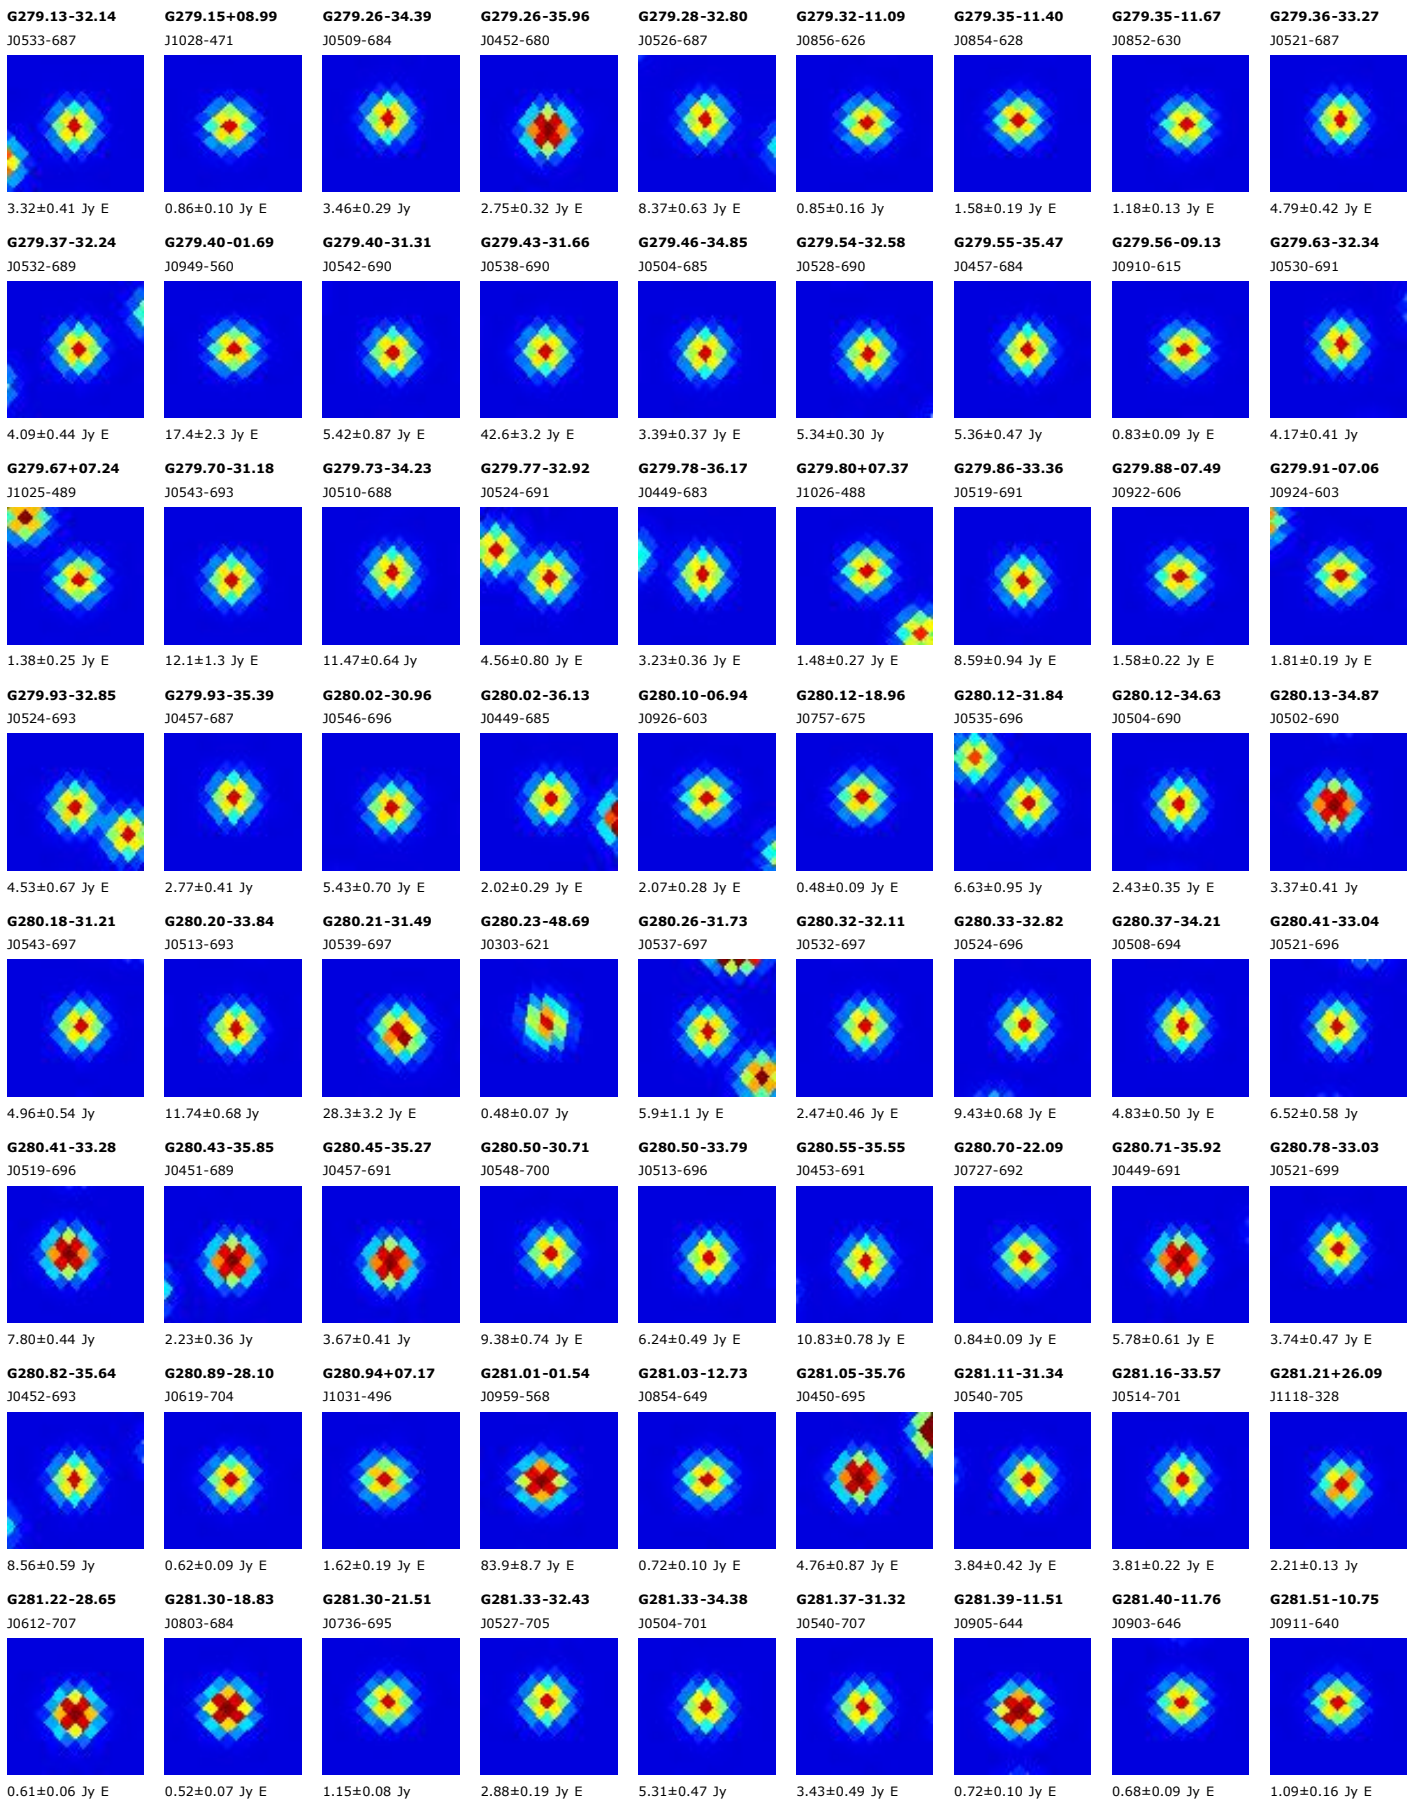 G279.13-32.14 G279.15+08.99 G279.26-34.39 G279.26-35.96 G279.28-32.80 G279.32-11.09 G279.35-11.40 G279.35-11.67 G279.36-33.27
J0533-687 J1028-471 J0509-684 J0452-680 J0526-687 J0856-626 J0854-628 J0852-630 J0521-687
3.32±0.41 Jy E 0.86±0.10 Jy E 3.46±0.29 Jy 2.75±0.32 Jy E 8.37±0.63 Jy E 0.85±0.16 Jy 1.58±0.19 Jy E 1.18±0.13 Jy E 4.79±0.42 Jy E
G279.37-32.24 G279.40-01.69 G279.40-31.31 G279.43-31.66 G279.46-34.85 G279.54-32.58 G279.55-35.47 G279.56-09.13 G279.63-32.34
J0532-689 J0949-560 J0542-690 J0538-690 J0504-685 J0528-690 J0457-684 J0910-615 J0530-691
4.09±0.44 Jy E 17.4±2.3 Jy E 5.42±0.87 Jy E 42.6±3.2 Jy E 3.39±0.37 Jy E 5.34±0.30 Jy 5.36±0.47 Jy 0.83±0.09 Jy E 4.17±0.41 Jy
G279.67+07.24 G279.70-31.18 G279.73-34.23 G279.77-32.92 G279.78-36.17 G279.80+07.37 G279.86-33.36 G279.88-07.49 G279.91-07.06
J1025-489 J0543-693 J0510-688 J0524-691 J0449-683 J1026-488 J0519-691 J0922-606 J0924-603
1.38±0.25 Jy E 12.1±1.3 Jy E 11.47±0.64 Jy 4.56±0.80 Jy E 3.23±0.36 Jy E 1.48±0.27 Jy E 8.59±0.94 Jy E 1.58±0.22 Jy E 1.81±0.19 Jy E
G279.93-32.85 G279.93-35.39 G280.02-30.96 G280.02-36.13 G280.10-06.94 G280.12-18.96 G280.12-31.84 G280.12-34.63 G280.13-34.87
J0524-693 J0457-687 J0546-696 J0449-685 J0926-603 J0757-675 J0535-696 J0504-690 J0502-690
4.53±0.67 Jy E 2.77±0.41 Jy 5.43±0.70 Jy E 2.02±0.29 Jy E 2.07±0.28 Jy E 0.48±0.09 Jy E 6.63±0.95 Jy 2.43±0.35 Jy E 3.37±0.41 Jy
G280.18-31.21 G280.20-33.84 G280.21-31.49 G280.23-48.69 G280.26-31.73 G280.32-32.11 G280.33-32.82 G280.37-34.21 G280.41-33.04
J0543-697 J0513-693 J0539-697 J0303-621 J0537-697 J0532-697 J0524-696 J0508-694 J0521-696
4.96±0.54 Jy 11.74±0.68 Jy 28.3±3.2 Jy E 0.48±0.07 Jy 5.9±1.1 Jy E 2.47±0.46 Jy E 9.43±0.68 Jy E 4.83±0.50 Jy E 6.52±0.58 Jy
G280.41-33.28 G280.43-35.85 G280.45-35.27 G280.50-30.71 G280.50-33.79 G280.55-35.55 G280.70-22.09 G280.71-35.92 G280.78-33.03
J0519-696 J0451-689 J0457-691 J0548-700 J0513-696 J0453-691 J0727-692 J0449-691 J0521-699
7.80±0.44 Jy 2.23±0.36 Jy 3.67±0.41 Jy 9.38±0.74 Jy E 6.24±0.49 Jy E 10.83±0.78 Jy E 0.84±0.09 Jy E 5.78±0.61 Jy E 3.74±0.47 Jy E
G280.82-35.64 G280.89-28.10 G280.94+07.17 G281.01-01.54 G281.03-12.73 G281.05-35.76 G281.11-31.34 G281.16-33.57 G281.21+26.09
J0452-693 J0619-704 J1031-496 J0959-568 J0854-649 J0450-695 J0540-705 J0514-701 J1118-328
8.56±0.59 Jy 0.62±0.09 Jy E 1.62±0.19 Jy E 83.9±8.7 Jy E 0.72±0.10 Jy E 4.76±0.87 Jy E 3.84±0.42 Jy E 3.81±0.22 Jy E 2.21±0.13 Jy
G281.22-28.65 G281.30-18.83 G281.30-21.51 G281.33-32.43 G281.33-34.38 G281.37-31.32 G281.39-11.51 G281.40-11.76 G281.51-10.75
J0612-707 J0803-684 J0736-695 J0527-705 J0504-701 J0540-707 J0905-644 J0903-646 J0911-640
0.61±0.06 Jy E 0.52±0.07 Jy E 1.15±0.08 Jy 2.88±0.19 Jy E 5.31±0.47 Jy 3.43±0.49 Jy E 0.72±0.10 Jy E 0.68±0.09 Jy E 1.09±0.16 Jy E